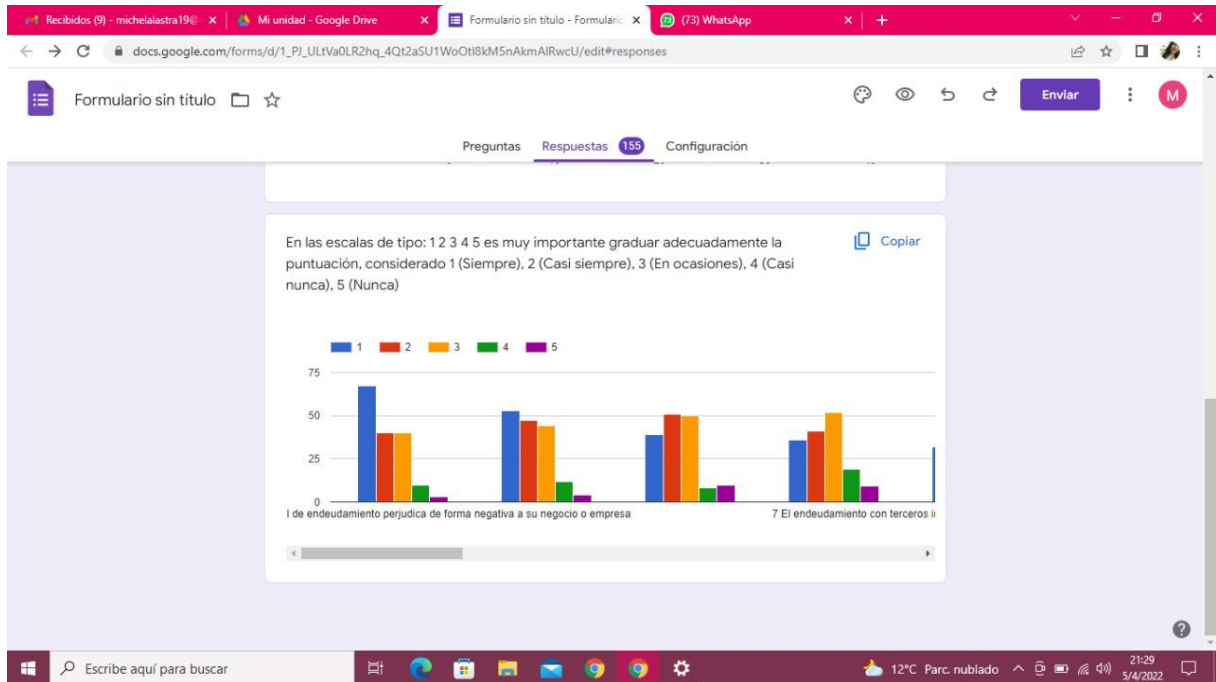 Recibidos (9) - michelalastra19@
Mi unidad - Google Drive
Formulario sin título - Formulario
(73) WhatsApp
docs.google.com/forms/d/1_PJ_ULtVa0LR2hq_4Qt2aSU1WoOtI8kM5nAkmAIRwcU/edit#responses
Formulario sin título
Enviar
M
Preguntas Respuestas 155 Configuración
En las escalas de tipo: 1 2 3 4 5 es muy importante graduar adecuadamente la
puntuación, considerado 1 (Siempre), 2 (Casi siempre), 3 (En ocasiones), 4 (Casi
nunca), 5 (Nunca)
Copiar
1 2 3 4 5
75
50
25
0
l de endeudamiento perjudica de forma negativa a su negocio o empresa
7 El endeudamiento con terceros i
Escribe aquí para buscar
12°C Parc. nublado
21:29
5/4/2022